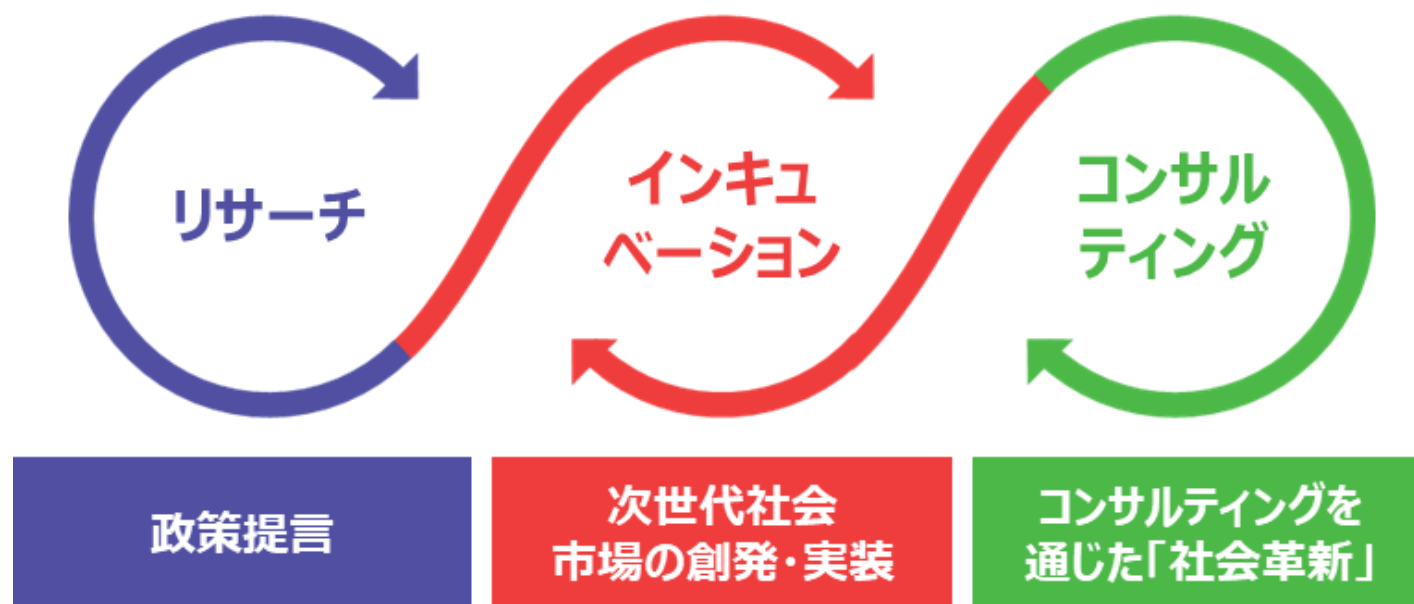 リサーチ
インキュ
ベーション
コンサル
ティング
政策提言
次世代社会
市場の創発・実装
コンサルティングを
通じた「社会革新」